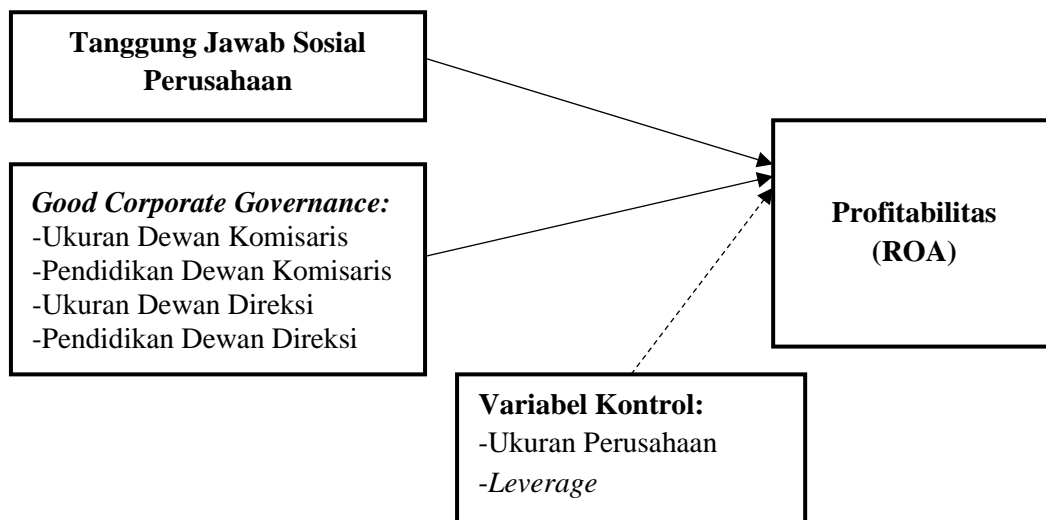 Tanggung Jawab Sosial
Perusahaan
Good Corporate Governance:
-Ukuran Dewan Komisaris
-Pendidikan Dewan Komisaris
-Ukuran Dewan Direksi
-Pendidikan Dewan Direksi
Profitabilitas
(ROA)
Variabel Kontrol:
-Ukuran Perusahaan
-Leverage